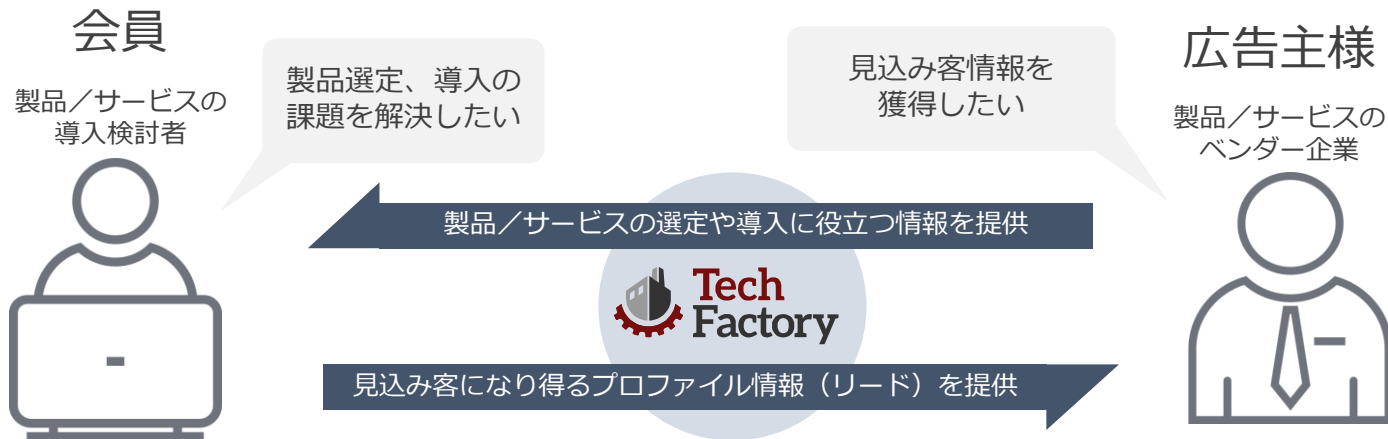 会員
製品／サービスの
導入検討者
製品選定、導入の
課題を解決したい
見込み客情報を
獲得したい
広告主様
製品／サービスの
ベンダー企業
製品／サービスの選定や導入に役立つ情報を提供
Tech
Factory
見込み客になり得るプロファイル情報（リード）を提供